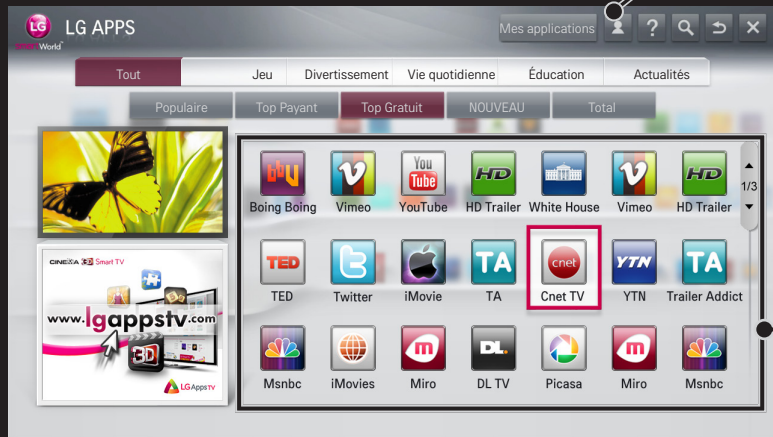 LG LG APPS Mes applications ?
smart World
Tout Jeu Divertissement Vie quotidienne Éducation Actualités
Populaire Top Payant Top Gratuit NOUVEAU Total
bby V You Tube HD HD
1/3
Boing Boing Vimeo YouTube HD Trailer White House Vimeo HD Trailer
CINEMA 3D Smart TV
TED TA cnet YTN TA
TED Twitter iMovie TA Cnet TV YTN Trailer Addict
www.lgappstv.com
3D
m DL. m
LG Apps TV
Msnbc iMovies Miro DL TV Picasa Miro Msnbc